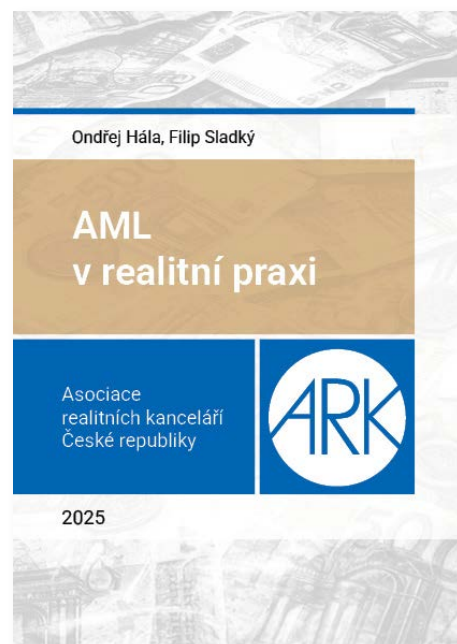 Ondřej Hála, Filip Sladký
AML
v realitní praxi
Asociace
realitních kanceláří
České republiky
ARK
2025